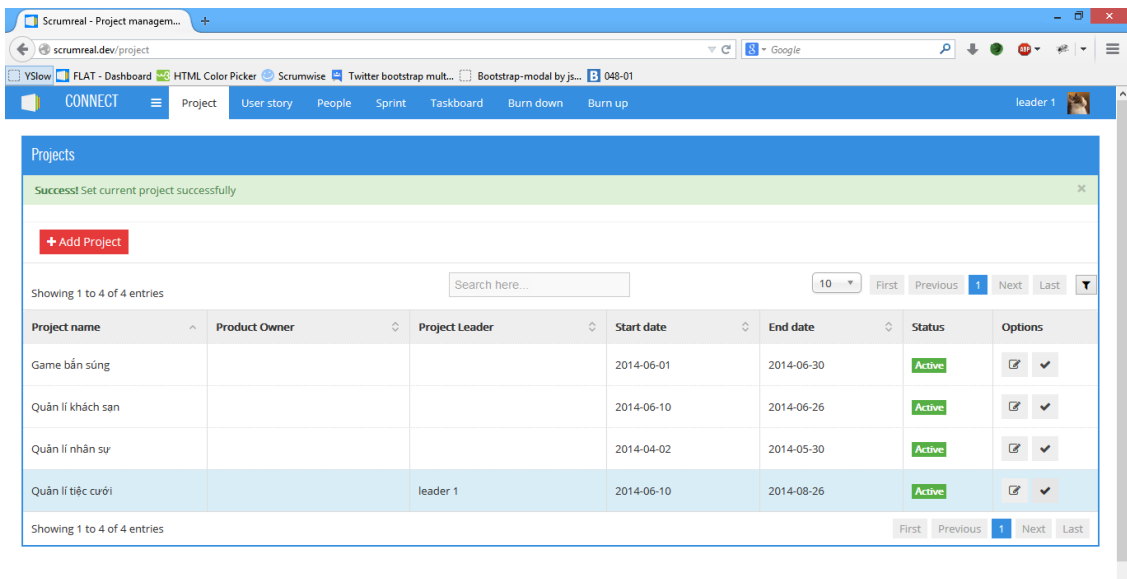 Scrumreal - Project managem...
scrumreal.dev/project
Google
YSlow FLAT - Dashboard HTML Color Picker Scrumwise Twitter bootstrap mult... Bootstrap-modal by js... 048-01
CONNECT Project User story People Sprint Taskboard Burn down Burn up leader 1
Projects
Success! Set current project successfully
Add Project
Showing 1 to 4 of 4 entries Search here... 10 First Previous 1 Next Last
Project name Product Owner Project Leader Start date End date Status Options
Game bắn súng 2014-06-01 2014-06-30 Active
Quản lí khách sạn 2014-06-10 2014-06-26 Active
Quản lí nhân sự 2014-04-02 2014-05-30 Active
Quản lí tiệc cưới leader 1 2014-06-10 2014-08-26 Active
Showing 1 to 4 of 4 entries First Previous 1 Next Last